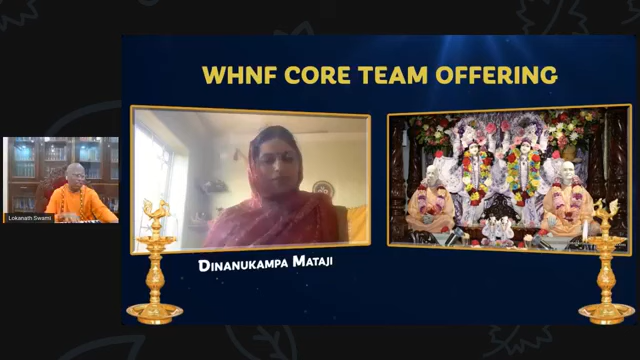 WHNF CORE TEAM OFFERING
Lokanath Swami
DINANUKAMPA MATAJI